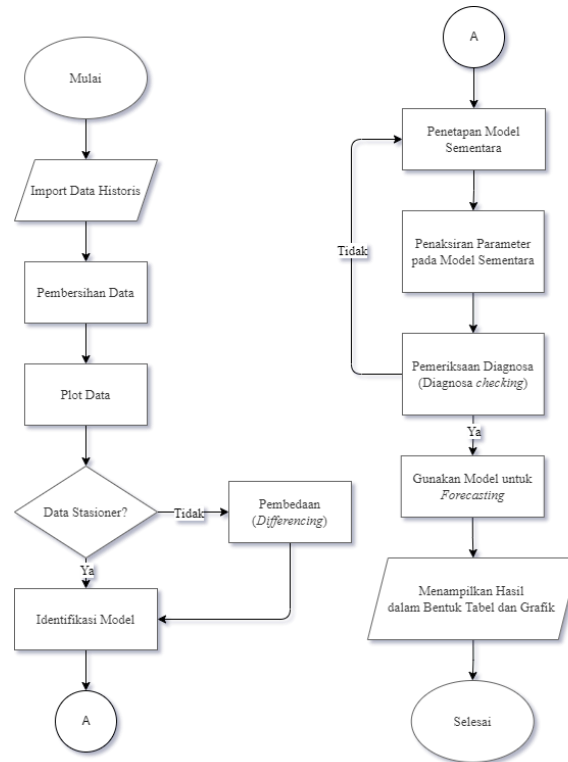 Mulai
Import Data Historis
Pembersihan Data
Plot Data
Data Stasioner?
Tidak
Pembedaan
(Differencing)
Ya
Identifikasi Model
A
A
Penetapan Model
Sementara
Penaksiran Parameter
pada Model Sementara
Tidak
Pemeriksaan Diagnosa
(Diagnosa checking)
Ya
Gunakan Model untuk
Forecasting
Menampilkan Hasil
dalam Bentuk Tabel dan Grafik
Selesai